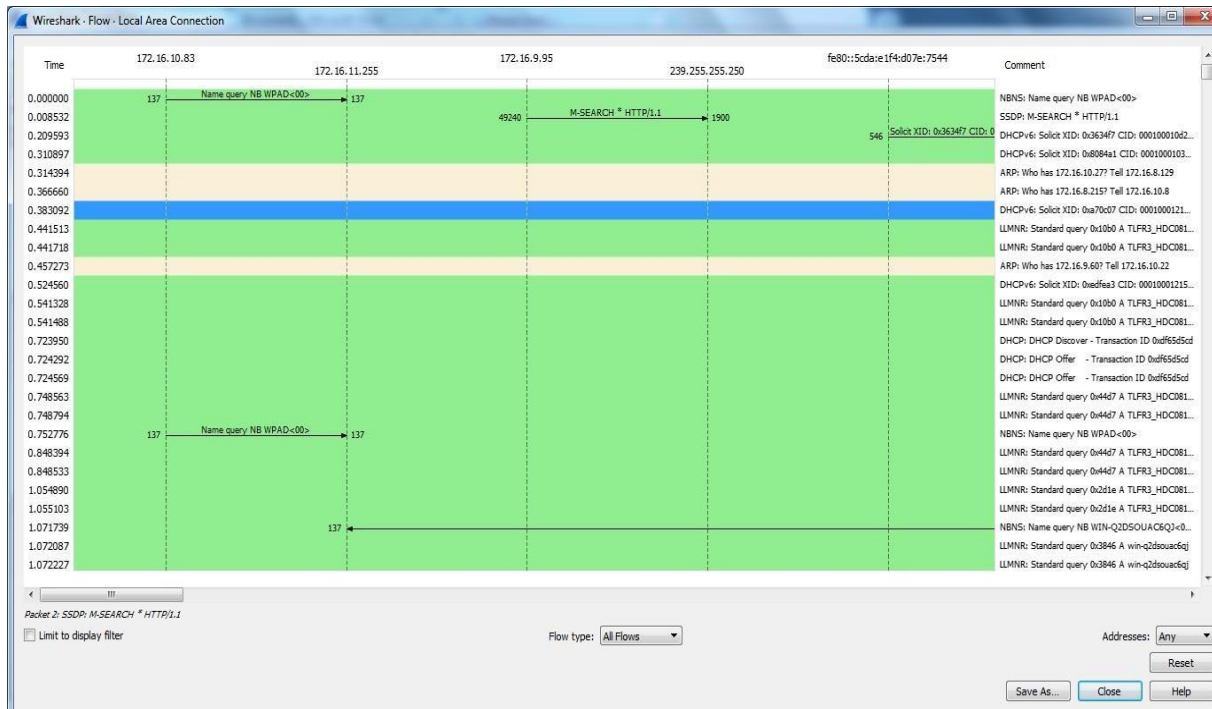 Wireshark · Flow · Local Area Connection
Time 172.16.10.83 172.16.11.255 172.16.9.95 239.255.255.250 fe80::5cda:e1f4:d07e:7544 Comment
0.000000 137 Name query NB WPAD<00> 137 NBNS: Name query NB WPAD<00>
0.008532 49240 M-SEARCH * HTTP/1.1 1900 SSDP: M-SEARCH * HTTP/1.1
0.209593 546 Solicit XID: 0x3634f7 CID: 0 DHCPv6: Solicit XID: 0x3634f7 CID: 000100010d2...
0.310897 DHCPv6: Solicit XID: 0x8084a1 CID: 0001000103...
0.314394 ARP: Who has 172.16.10.27? Tell 172.16.8.129
0.366660 ARP: Who has 172.16.8.215? Tell 172.16.10.8
0.383092 DHCPv6: Solicit XID: 0xa70c07 CID: 0001000121...
0.441513 LLMNR: Standard query 0x10b0 A TLFR3_HDC081...
0.441718 LLMNR: Standard query 0x10b0 A TLFR3_HDC081...
0.457273 ARP: Who has 172.16.9.60? Tell 172.16.10.22
0.524560 DHCPv6: Solicit XID: 0xedfea3 CID: 00010001215...
0.541328 LLMNR: Standard query 0x10b0 A TLFR3_HDC081...
0.541488 LLMNR: Standard query 0x10b0 A TLFR3_HDC081...
0.723950 DHCP: DHCP Discover - Transaction ID 0xdf65d5cd
0.724292 DHCP: DHCP Offer - Transaction ID 0xdf65d5cd
0.724569 DHCP: DHCP Offer - Transaction ID 0xdf65d5cd
0.748563 LLMNR: Standard query 0x44d7 A TLFR3_HDC081...
0.748794 LLMNR: Standard query 0x44d7 A TLFR3_HDC081...
0.752776 137 Name query NB WPAD<00> 137 NBNS: Name query NB WPAD<00>
0.848394 LLMNR: Standard query 0x44d7 A TLFR3_HDC081...
0.848533 LLMNR: Standard query 0x44d7 A TLFR3_HDC081...
1.054890 LLMNR: Standard query 0x2d1e A TLFR3_HDC081...
1.055103 LLMNR: Standard query 0x2d1e A TLFR3_HDC081...
1.071739 137 NBNS: Name query NB WIN-Q2DSOUAC6QJ<0...
1.072087 LLMNR: Standard query 0x3846 A win-q2dsouac6qj
1.072227 LLMNR: Standard query 0x3846 A win-q2dsouac6qj
Packet 2: SSDP: M-SEARCH * HTTP/1.1
Limit to display filter Flow type: All Flows Addresses: Any
Reset
Save As... Close Help